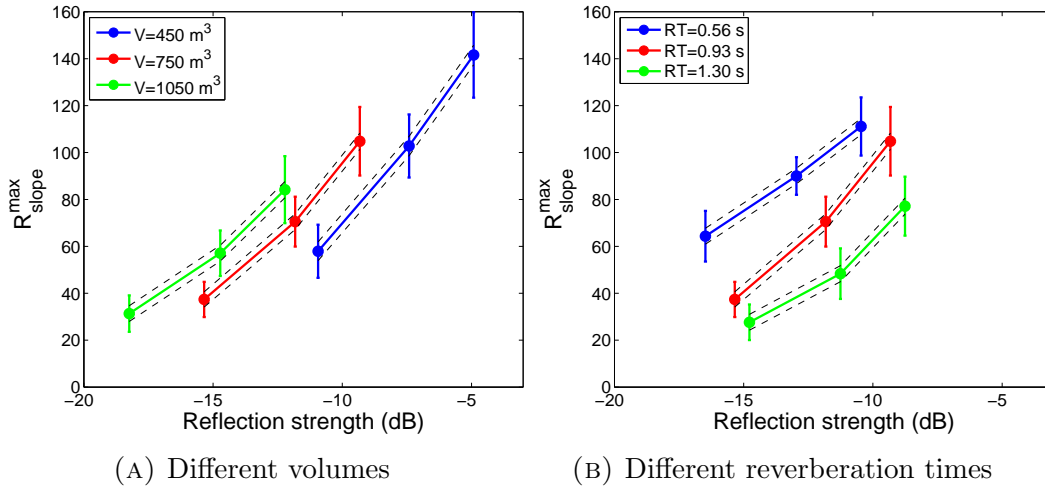 160
140
120
100
80
60
40
20
0
−20
−15
−10
−5
R^max_slope
Reflection strength (dB)
V=450 m³
V=750 m³
V=1050 m³
(A) Different volumes
160
140
120
100
80
60
40
20
0
−20
−15
−10
−5
R^max_slope
Reflection strength (dB)
RT=0.56 s
RT=0.93 s
RT=1.30 s
(B) Different reverberation times